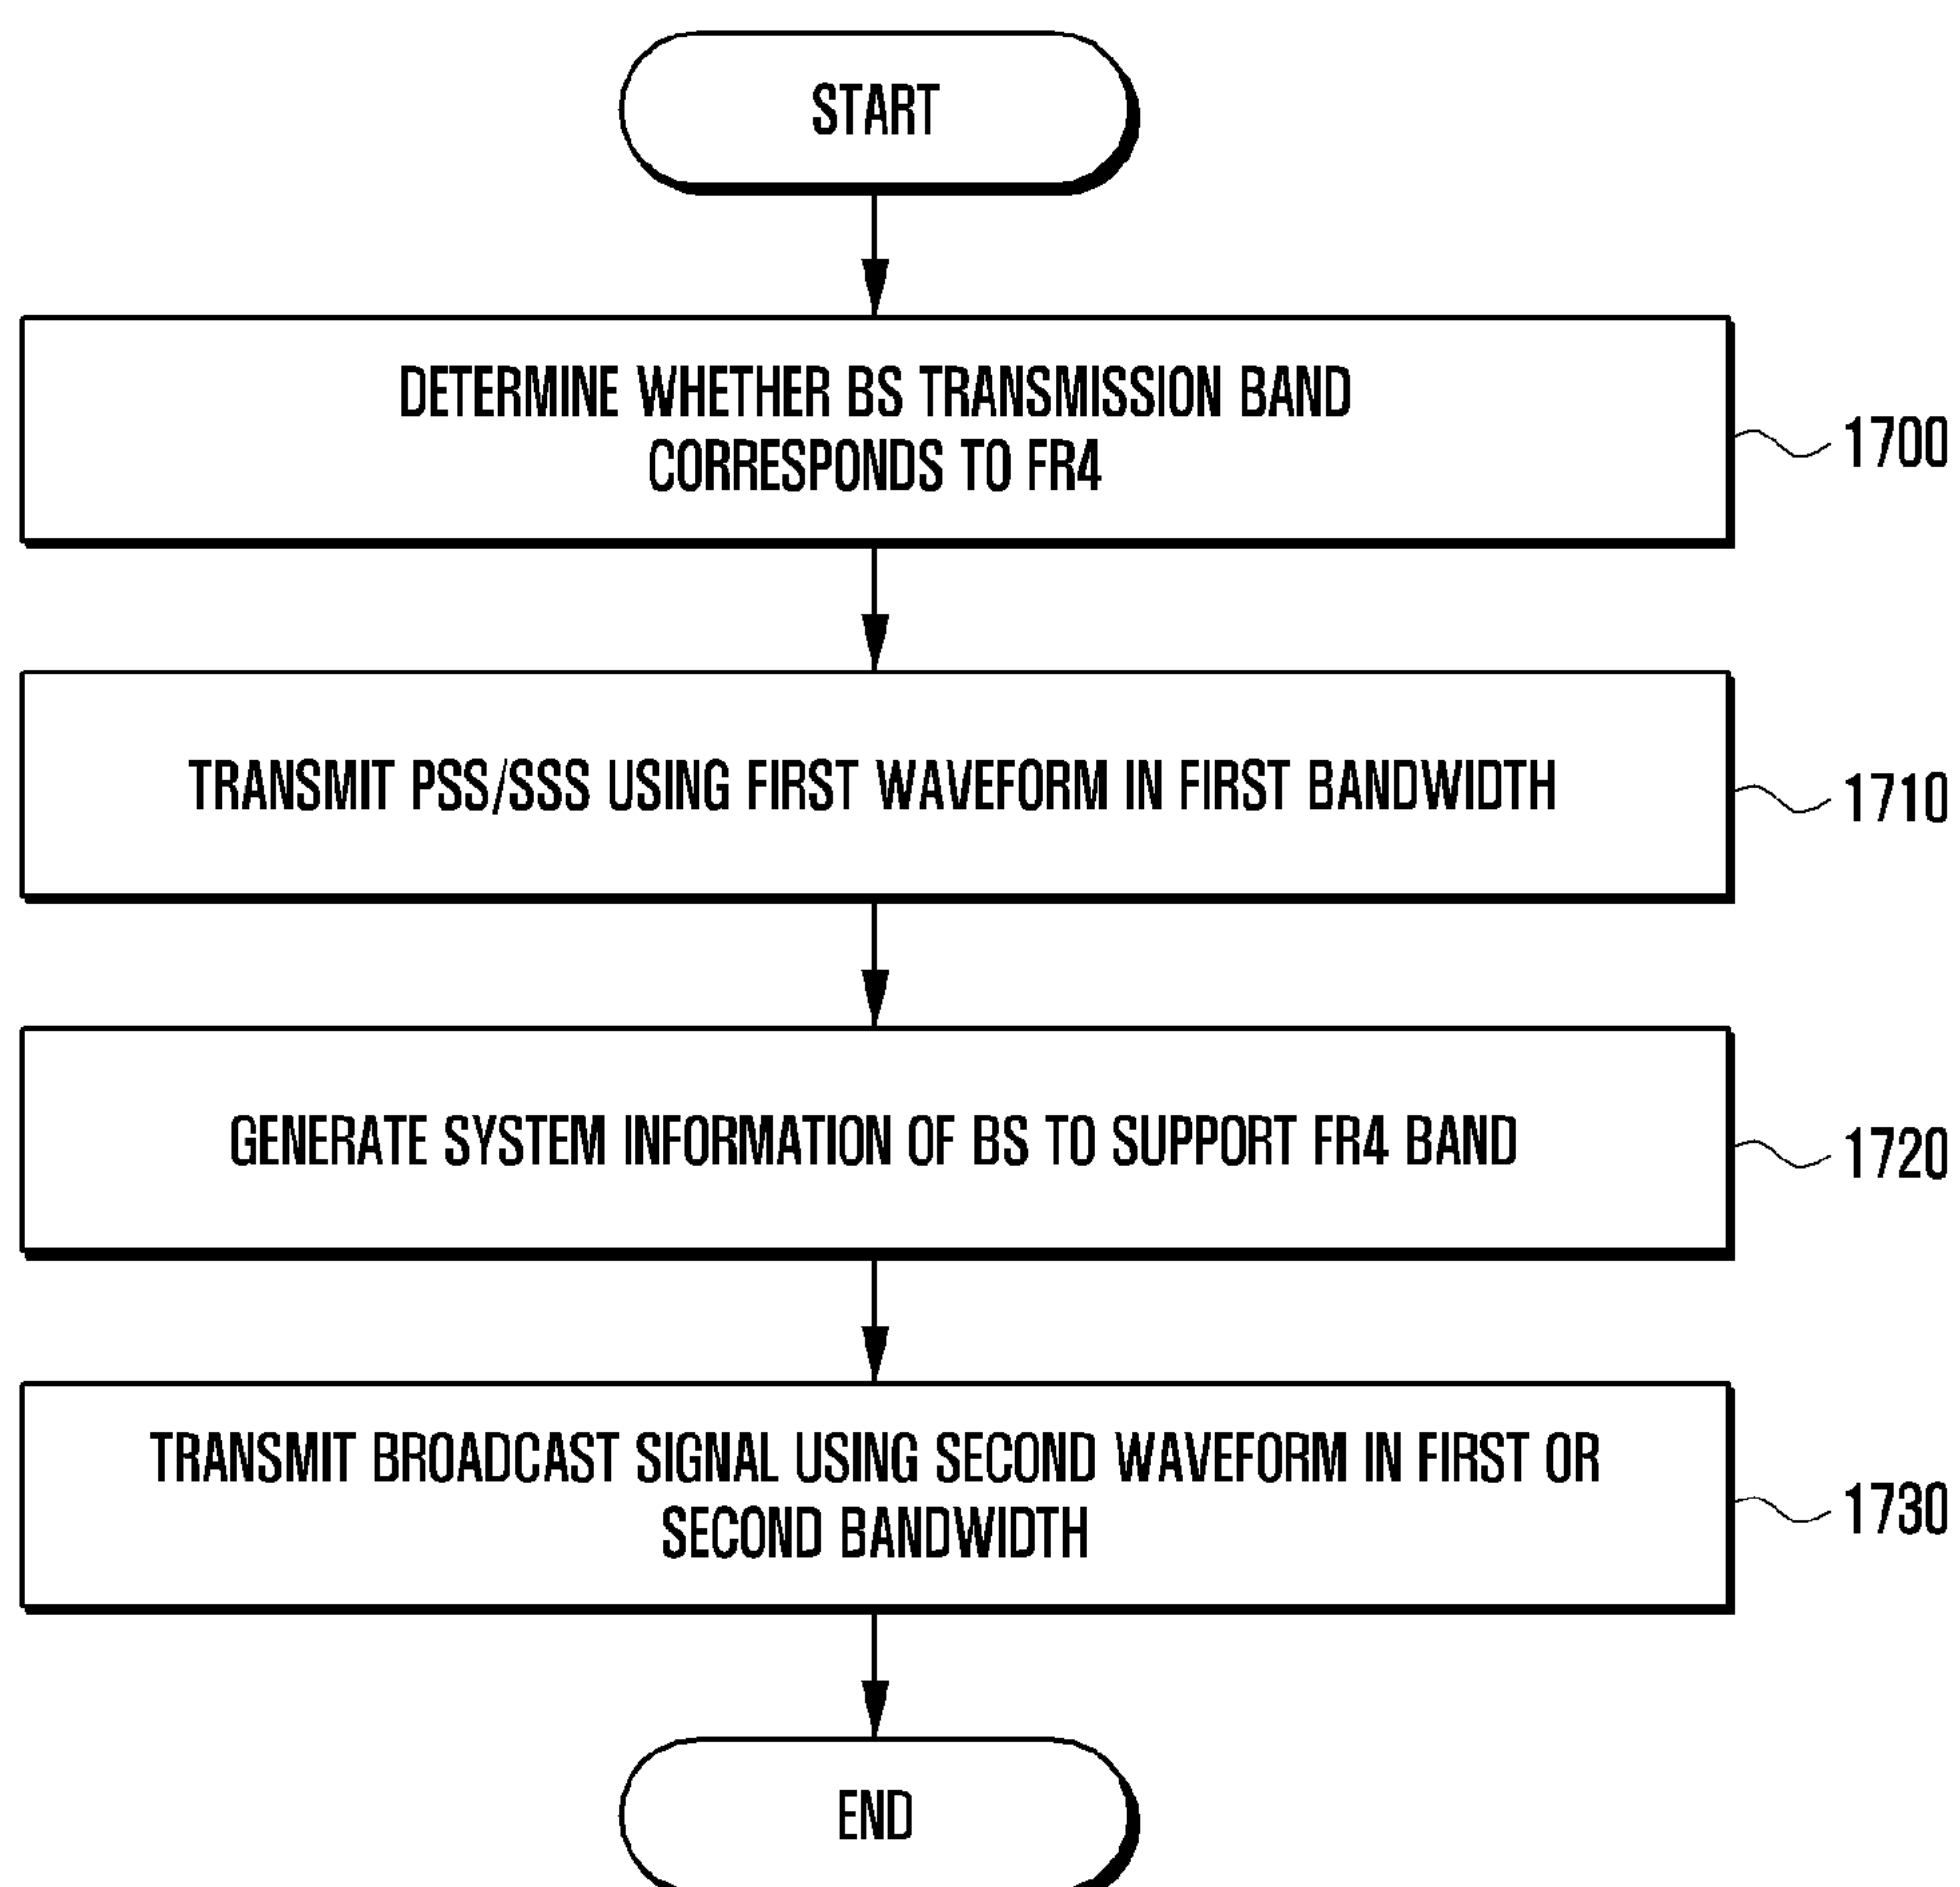 START
DETERMINE WHETHER BS TRANSMISSION BAND
CORRESPONDS TO FR4
1700
TRANSMIT PSS/SSS USING FIRST WAVEFORM IN FIRST BANDWIDTH
1710
GENERATE SYSTEM INFORMATION OF BS TO SUPPORT FR4 BAND
1720
TRANSMIT BROADCAST SIGNAL USING SECOND WAVEFORM IN FIRST OR
SECOND BANDWIDTH
1730
END